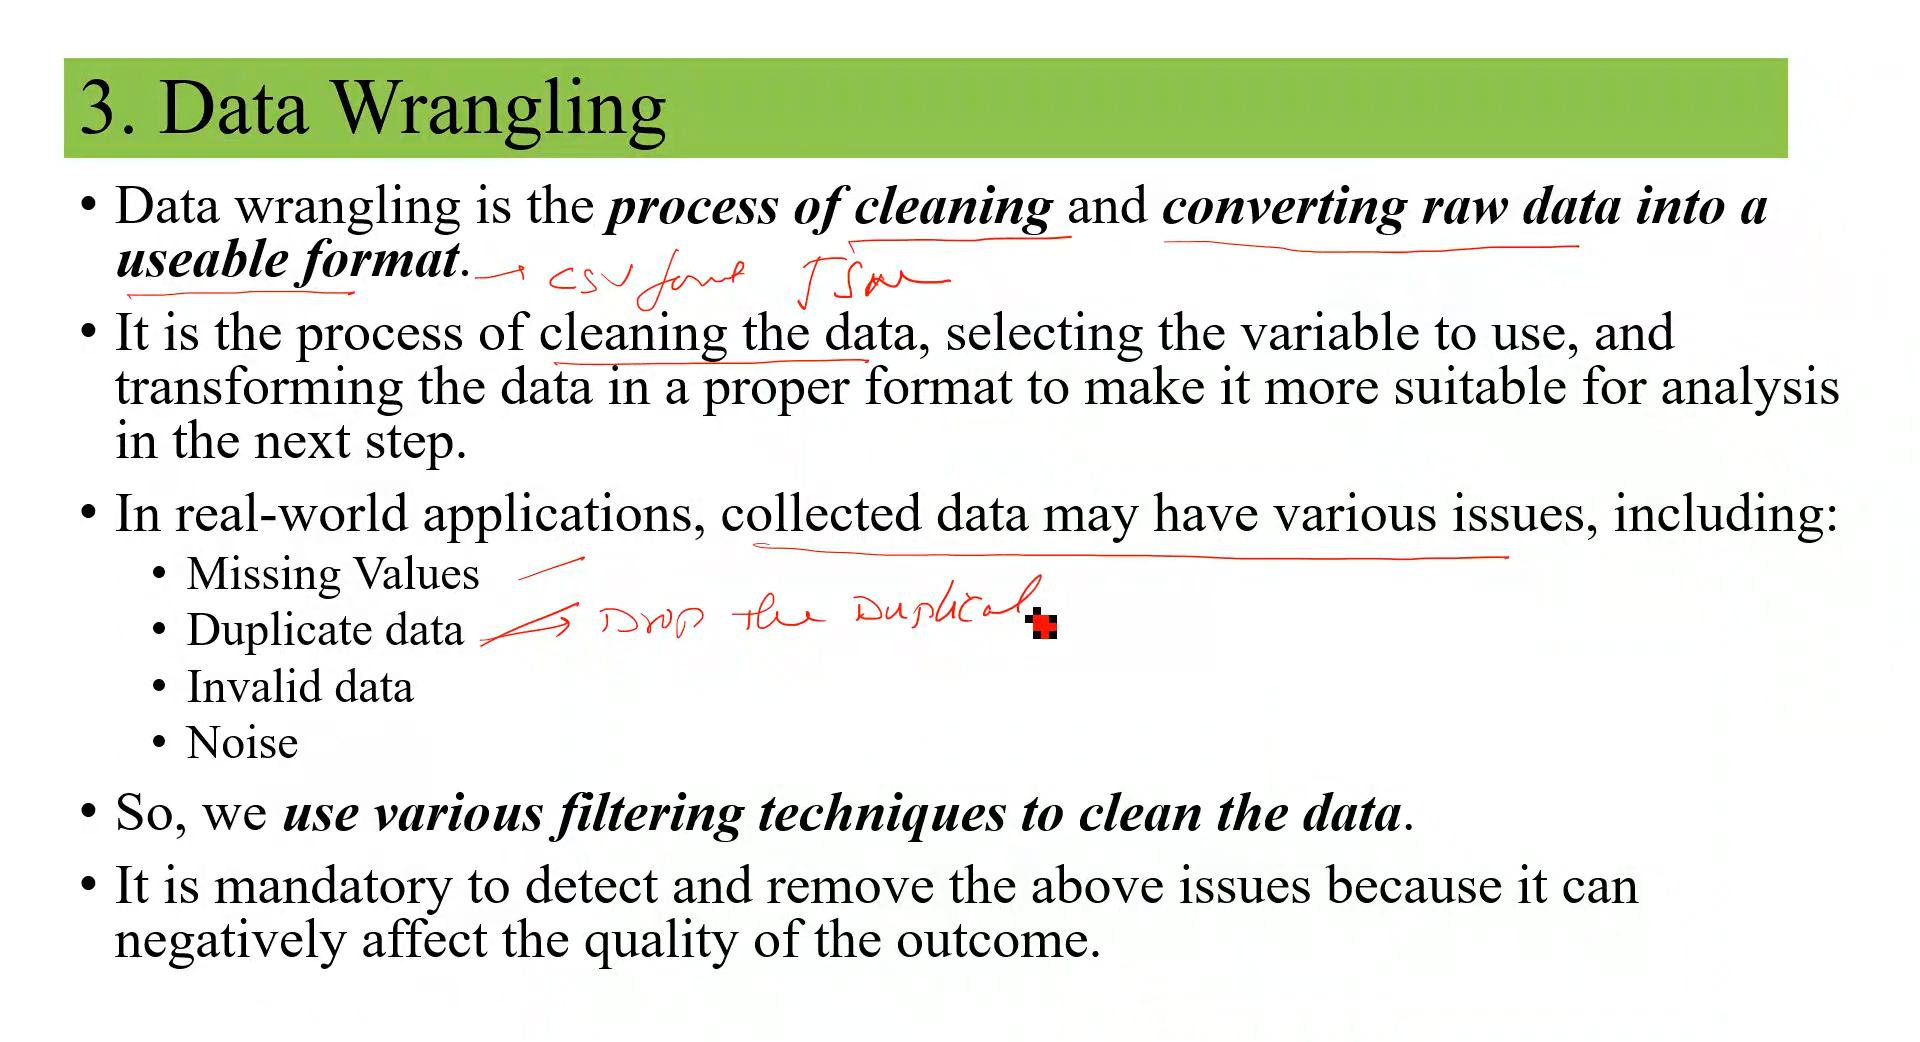 3. Data Wrangling
• Data wrangling is the process of cleaning and converting raw data into a
useable format.
CSV
• It is the process of cleaning the data, selecting the variable to use, and
transforming the data in a proper format to make it more suitable for analysis
in the next step.
• In real-world applications, collected data may have various issues, including:
• Missing Values
• Duplicate data Drop the
• Invalid data
• Noise
• So, we use various filtering techniques to clean the data.
• It is mandatory to detect and remove the above issues because it can
negatively affect the quality of the outcome.